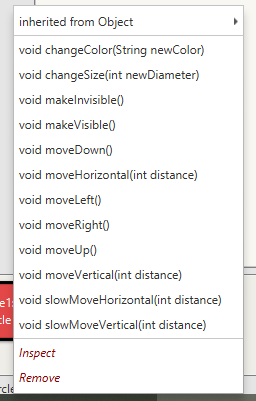 inherited from Object
void changeColor(String newColor)
void changeSize(int newDiameter)
void makeInvisible()
void makeVisible()
void moveDown()
void moveHorizontal(int distance)
void moveLeft()
void moveRight()
void moveUp()
void moveVertical(int distance)
void slowMoveHorizontal(int distance)
void slowMoveVertical(int distance)
Inspect
Remove